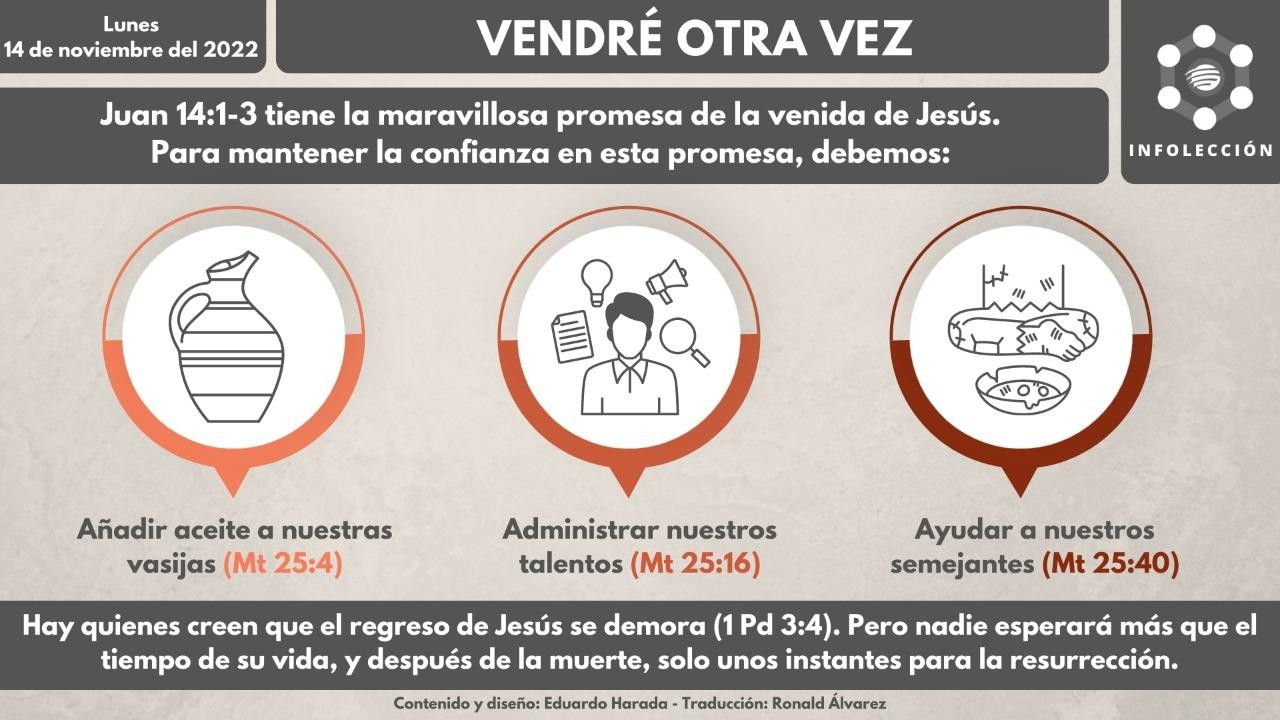 Lunes
14 de noviembre del 2022
VENDRÉ OTRA VEZ
Juan 14:1-3 tiene la maravillosa promesa de la venida de Jesús.
Para mantener la confianza en esta promesa, debemos:
INFOLECCIÓN
Añadir aceite a nuestras
vasijas (Mt 25:4)
Administrar nuestros
talentos (Mt 25:16)
Ayudar a nuestros
semejantes (Mt 25:40)
Hay quienes creen que el regreso de Jesús se demora (1 Pd 3:4). Pero nadie esperará más que el
tiempo de su vida, y después de la muerte, solo unos instantes para la resurrección.
Contenido y diseño: Eduardo Harada - Traducción: Ronald Álvarez